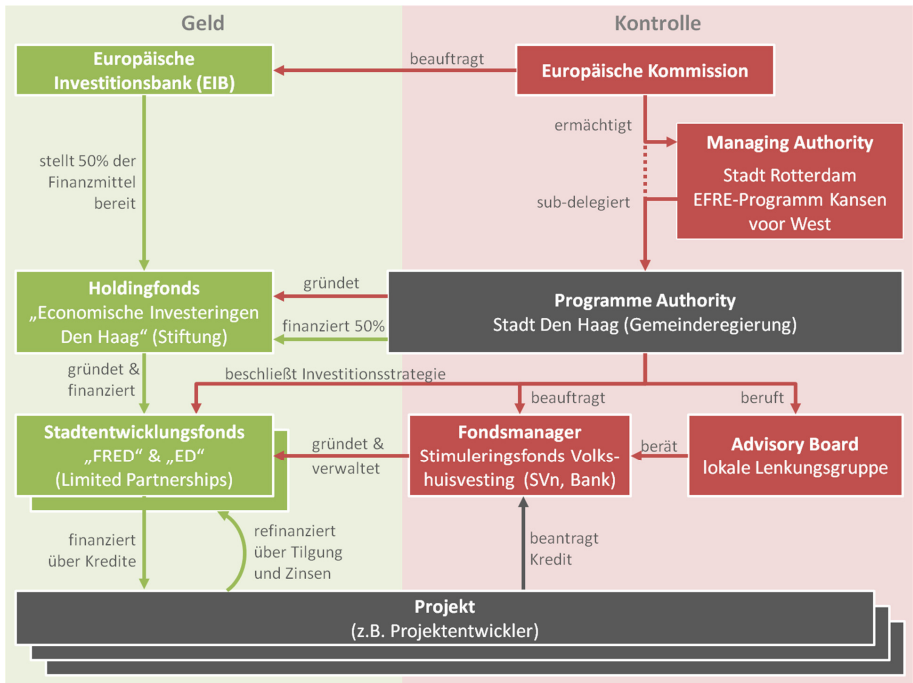 Geld
Kontrolle
Europäische
Investitionsbank (EIB)
beauftragt
Europäische Kommission
ermächtigt
Managing Authority
Stadt Rotterdam
EFRE-Programm Kansen
voor West
stellt 50% der
Finanzmittel
bereit
sub-delegiert
Holdingfonds
„Economische Investeringen
Den Haag“ (Stiftung)
gründet
finanziert 50%
Programme Authority
Stadt Den Haag (Gemeinderegierung)
gründet &
finanziert
beschließt Investitionsstrategie
beauftragt
beruft
Stadtentwicklungsfonds
„FRED“ & „ED“
(Limited Partnerships)
gründet &
verwaltet
Fondsmanager
Stimuleringsfonds Volks-
huisvesting (SVn, Bank)
berät
Advisory Board
lokale Lenkungsgruppe
finanziert
über Kredite
refinanziert
über Tilgung
und Zinsen
beantragt
Kredit
Projekt
(z.B. Projektentwickler)